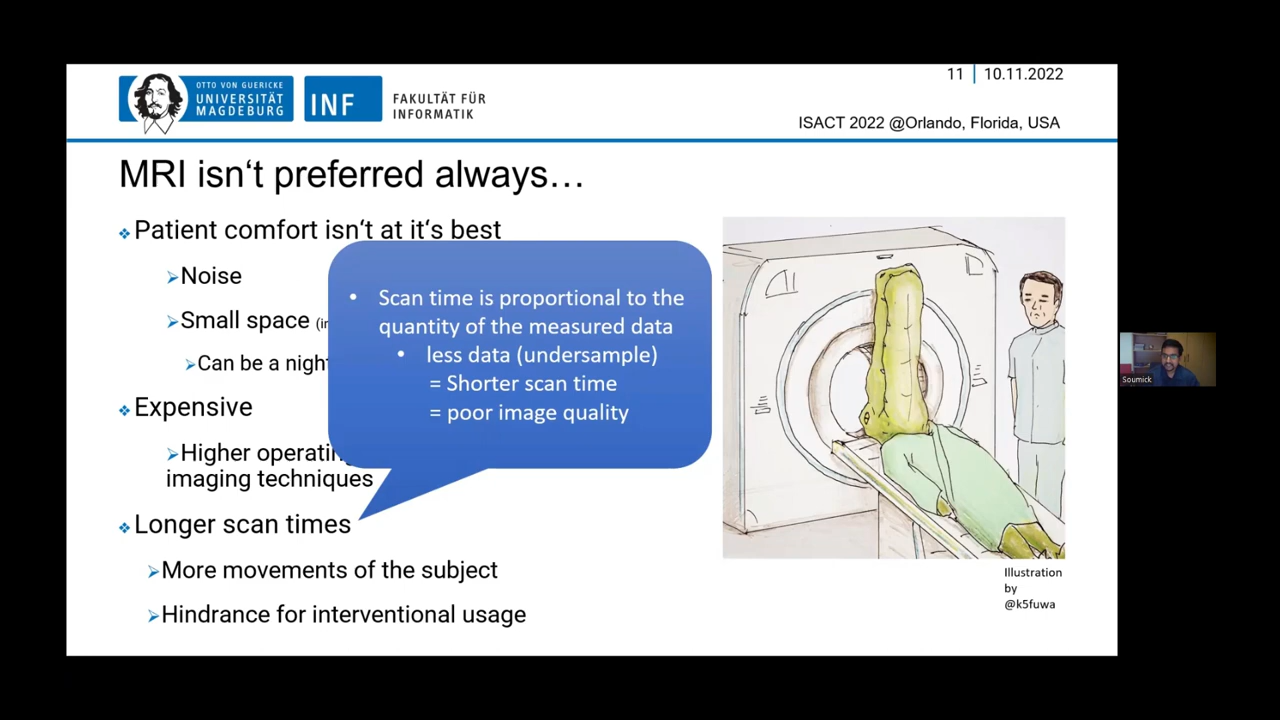 OTTO VON GUERICKE
UNIVERSITÄT
MAGDEBURG
INF
FAKULTÄT FÜR
INFORMATIK
11
10.11.2022
ISACT 2022 @Orlando, Florida, USA
MRI isn‘t preferred always…
Patient comfort isn‘t at it‘s best
Noise
Small space
Can be a
Expensive
Higher
imaging techniques
Longer scan times
More movements of the subject
Hindrance for interventional usage
• Scan time is proportional to the
quantity of the measured data
• less data (undersample)
= Shorter scan time
= poor image quality
Illustration
by
@k5fuwa
Soumick